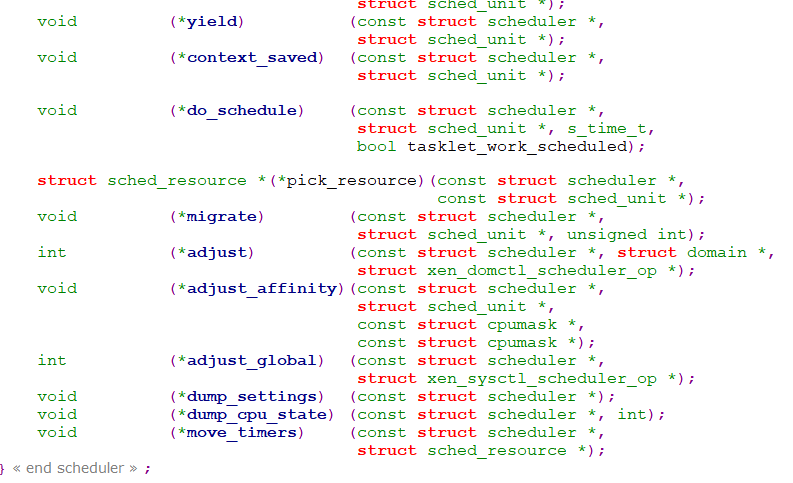 struct sched_unit *);
void (*yield) (const struct scheduler *,
struct sched_unit *);
void (*context_saved) (const struct scheduler *,
struct sched_unit *);
void (*do_schedule) (const struct scheduler *,
struct sched_unit *, s_time_t,
bool tasklet_work_scheduled);
struct sched_resource *(*pick_resource)(const struct scheduler *,
const struct sched_unit *);
void (*migrate) (const struct scheduler *,
struct sched_unit *, unsigned int);
int (*adjust) (const struct scheduler *, struct domain *,
struct xen_domctl_scheduler_op *);
void (*adjust_affinity)(const struct scheduler *,
struct sched_unit *,
const struct cpumask *,
const struct cpumask *);
int (*adjust_global) (const struct scheduler *,
struct xen_sysctl_scheduler_op *);
void (*dump_settings) (const struct scheduler *);
void (*dump_cpu_state) (const struct scheduler *, int);
void (*move_timers) (const struct scheduler *,
struct sched_resource *);
} « end scheduler » ;